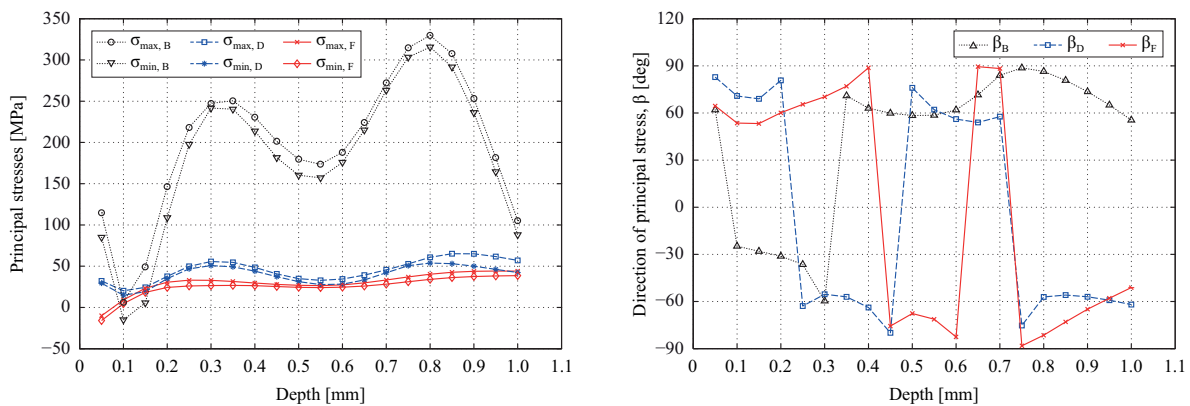 350
300
250
200
150
100
50
0
−50
Principal stresses [MPa]
σmax, B
σmin, B
σmax, D
σmin, D
σmax, F
σmin, F
0 0.1 0.2 0.3 0.4 0.5 0.6 0.7 0.8 0.9 1.0 1.1
Depth [mm]
120
90
60
30
0
−30
−60
−90
Direction of principal stress, β [deg]
βB βD βF
0 0.1 0.2 0.3 0.4 0.5 0.6 0.7 0.8 0.9 1.0 1.1
Depth [mm]